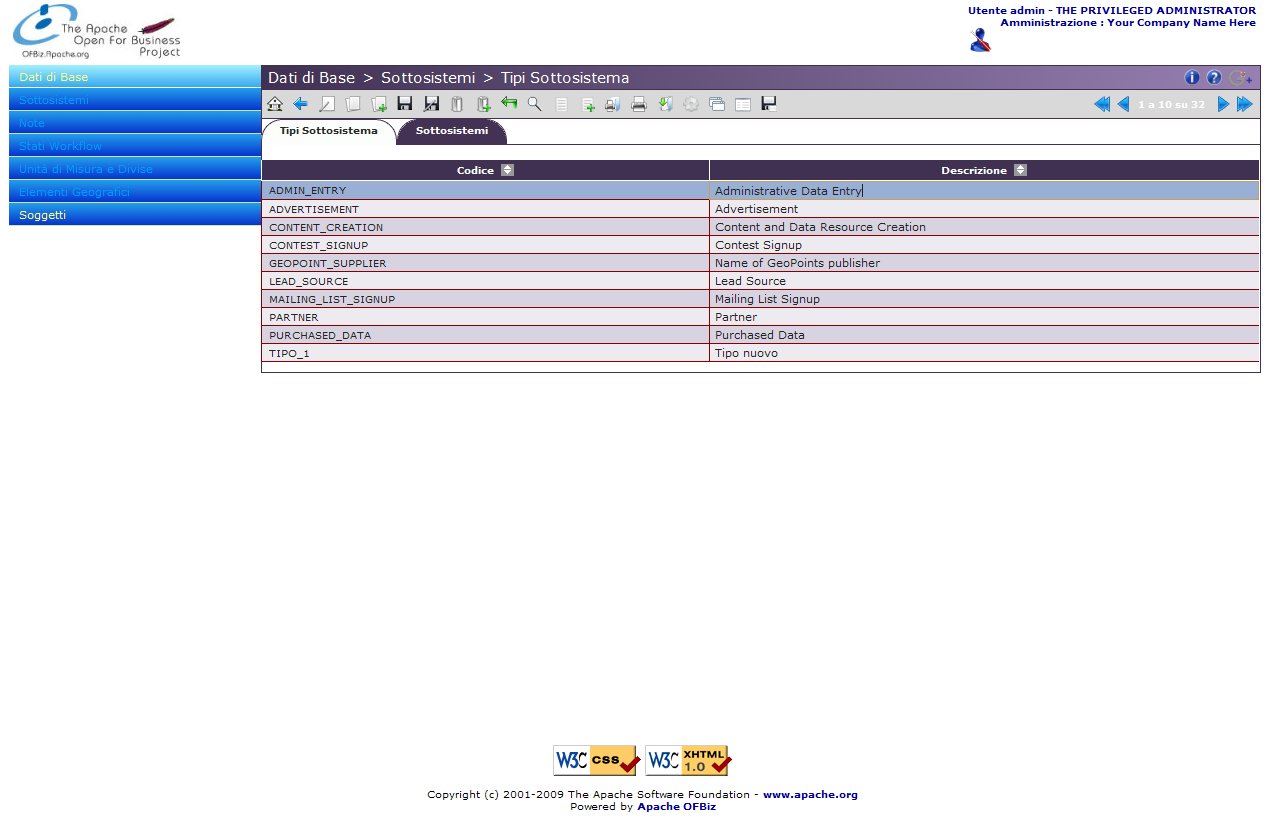 The Apache
Open For Business
Project
OFBiz.Apache.org
Utente admin - THE PRIVILEGED ADMINISTRATOR
Amministrazione : Your Company Name Here
Dati di Base
Sottosistemi
Note
Stati Workflow
Unità di Misura e Divise
Elementi Geografici
Soggetti
Dati di Base > Sottosistemi > Tipi Sottosistema
1 a 10 su 32
Tipi Sottosistema Sottosistemi
Codice Descrizione
ADMIN_ENTRY Administrative Data Entry
ADVERTISEMENT Advertisement
CONTENT_CREATION Content and Data Resource Creation
CONTEST_SIGNUP Contest Signup
GEOPOINT_SUPPLIER Name of GeoPoints publisher
LEAD_SOURCE Lead Source
MAILING_LIST_SIGNUP Mailing List Signup
PARTNER Partner
PURCHASED_DATA Purchased Data
TIPO_1 Tipo nuovo
W3C CSS W3C XHTML 1.0
Copyright (c) 2001-2009 The Apache Software Foundation - www.apache.org
Powered by Apache OFBiz